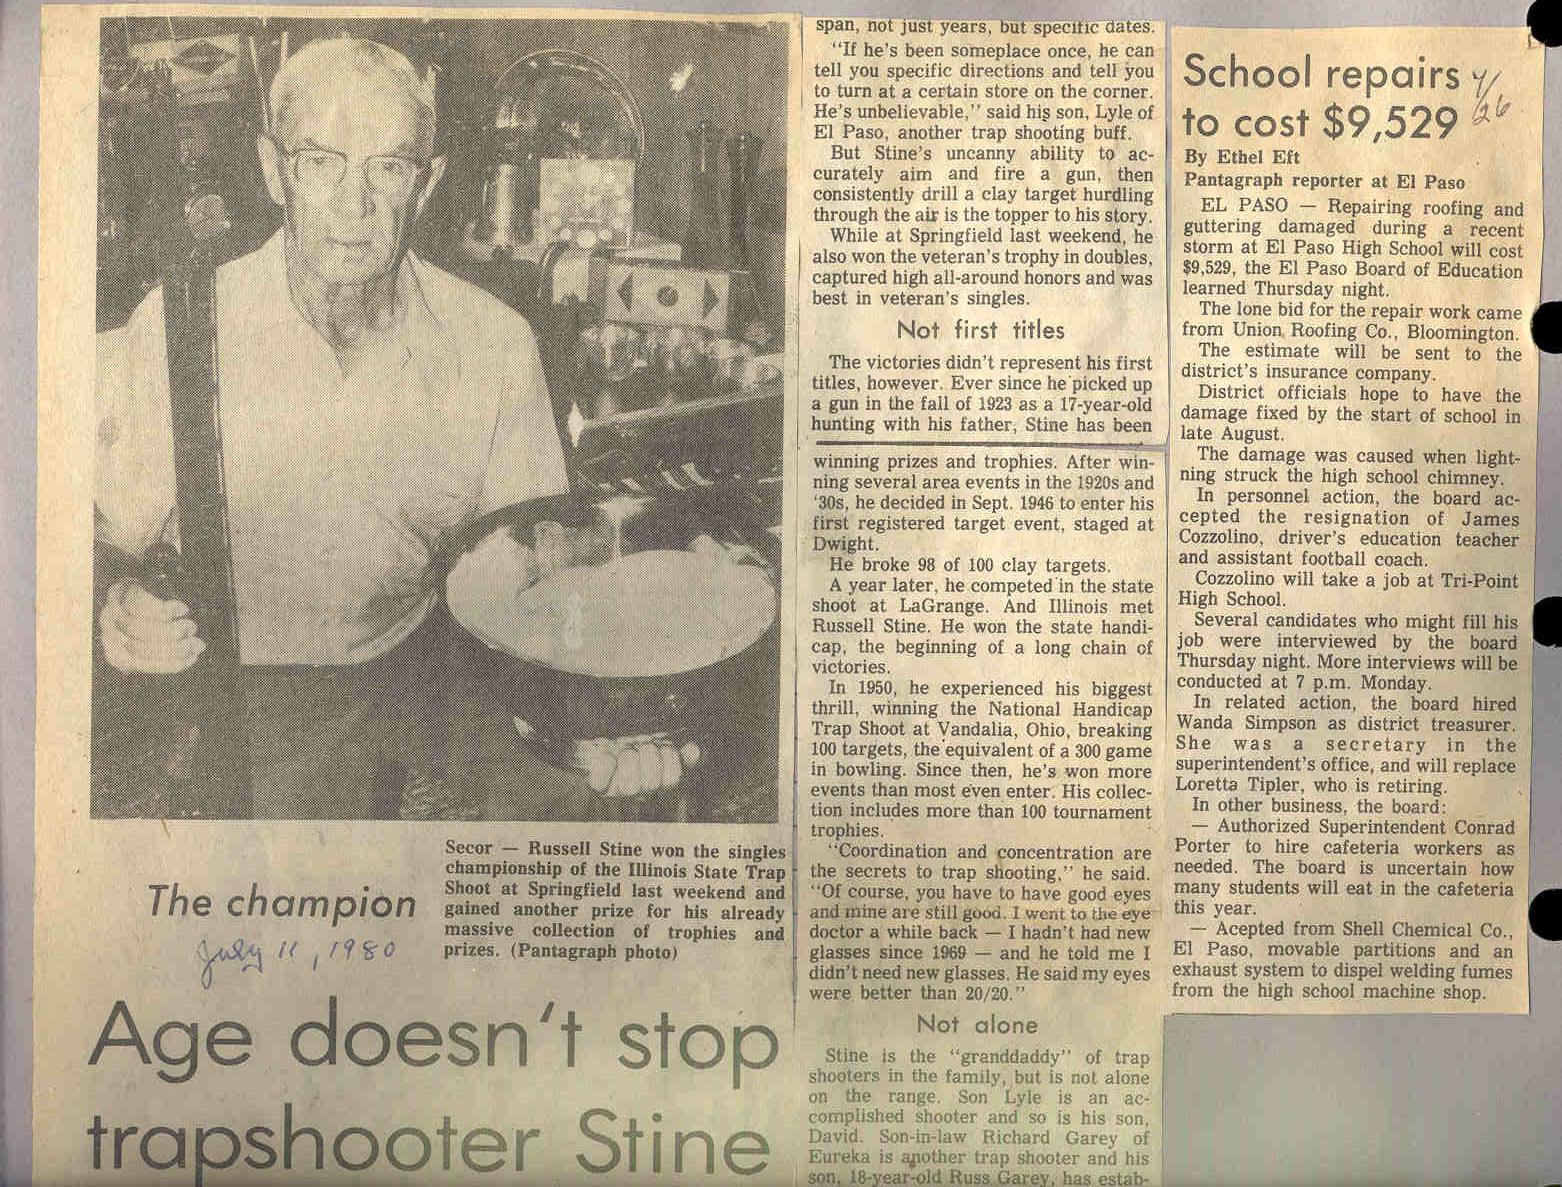 The champion
July 11, 1980
Secor — Russell Stine won the singles
championship of the Illinois State Trap
Shoot at Springfield last weekend and
gained another prize for his already
massive collection of trophies and
prizes. (Pantagraph photo)
Age doesn't stop
trapshooter Stine
span, not just years, but specific dates.
"If he's been someplace once, he can
tell you specific directions and tell you
to turn at a certain store on the corner.
He's unbelievable," said his son, Lyle of
El Paso, another trap shooting buff.
But Stine's uncanny ability to ac-
curately aim and fire a gun, then
consistently drill a clay target hurdling
through the air is the topper to his story.
While at Springfield last weekend, he
also won the veteran's trophy in doubles,
captured high all-around honors and was
best in veteran's singles.
Not first titles
The victories didn't represent his first
titles, however. Ever since he picked up
a gun in the fall of 1923 as a 17-year-old
hunting with his father, Stine has been
winning prizes and trophies. After win-
ning several area events in the 1920s and
'30s, he decided in Sept. 1946 to enter his
first registered target event, staged at
Dwight.
He broke 98 of 100 clay targets.
A year later, he competed in the state
shoot at LaGrange. And Illinois met
Russell Stine. He won the state handi-
cap, the beginning of a long chain of
victories.
In 1950, he experienced his biggest
thrill, winning the National Handicap
Trap Shoot at Vandalia, Ohio, breaking
100 targets, the equivalent of a 300 game
in bowling. Since then, he's won more
events than most even enter. His collec-
tion includes more than 100 tournament
trophies.
"Coordination and concentration are
the secrets to trap shooting," he said.
"Of course, you have to have good eyes
and mine are still good. I went to the eye
doctor a while back — I hadn't had new
glasses since 1969 — and he told me I
didn't need new glasses. He said my eyes
were better than 20/20."
Not alone
Stine is the "granddaddy" of trap
shooters in the family, but is not alone
on the range. Son Lyle is an ac-
complished shooter and so is his son,
David. Son-in-law Richard Garey of
Eureka is another trap shooter and his
son, 18-year-old Russ Garey, has estab-
School repairs
to cost $9,529
By Ethel Eft
Pantagraph reporter at El Paso
EL PASO — Repairing roofing and
guttering damaged during a recent
storm at El Paso High School will cost
$9,529, the El Paso Board of Education
learned Thursday night.
The lone bid for the repair work came
from Union Roofing Co., Bloomington.
The estimate will be sent to the
district's insurance company.
District officials hope to have the
damage fixed by the start of school in
late August.
The damage was caused when light-
ning struck the high school chimney.
In personnel action, the board ac-
cepted the resignation of James
Cozzolino, driver's education teacher
and assistant football coach.
Cozzolino will take a job at Tri-Point
High School.
Several candidates who might fill his
job were interviewed by the board
Thursday night. More interviews will be
conducted at 7 p.m. Monday.
In related action, the board hired
Wanda Simpson as district treasurer.
She was a secretary in the
superintendent's office, and will replace
Loretta Tipler, who is retiring.
In other business, the board:
— Authorized Superintendent Conrad
Porter to hire cafeteria workers as
needed. The board is uncertain how
many students will eat in the cafeteria
this year.
— Acepted from Shell Chemical Co.,
El Paso, movable partitions and an
exhaust system to dispel welding fumes
from the high school machine shop.